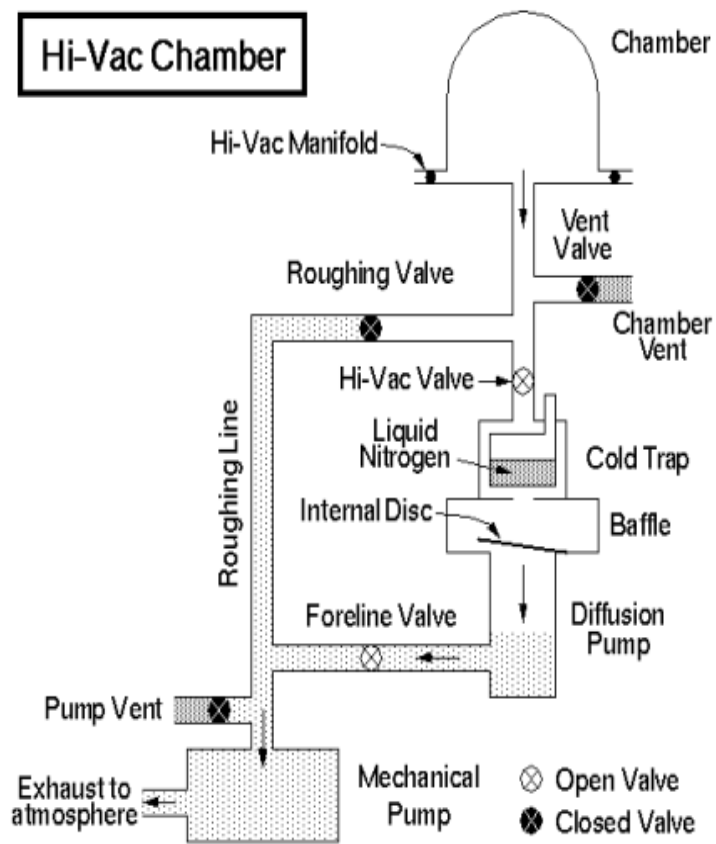 Hi-Vac Chamber
Chamber
Hi-Vac Manifold
Vent
Valve
Roughing Valve
Chamber
Vent
Hi-Vac Valve
Liquid
Nitrogen
Cold Trap
Roughing Line
Internal Disc
Baffle
Foreline Valve
Diffusion
Pump
Pump Vent
Mechanical
Pump
Exhaust to
atmosphere
Open Valve
Closed Valve